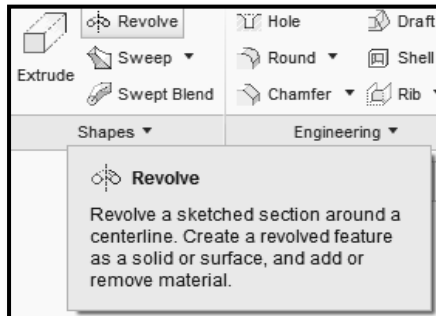 Revolve Hole Draft
Extrude Sweep ▼ Round ▼ Shell
Swept Blend Chamfer ▼ Rib
Shapes ▼ Engineering ▼
Revolve
Revolve a sketched section around a
centerline. Create a revolved feature
as a solid or surface, and add or
remove material.